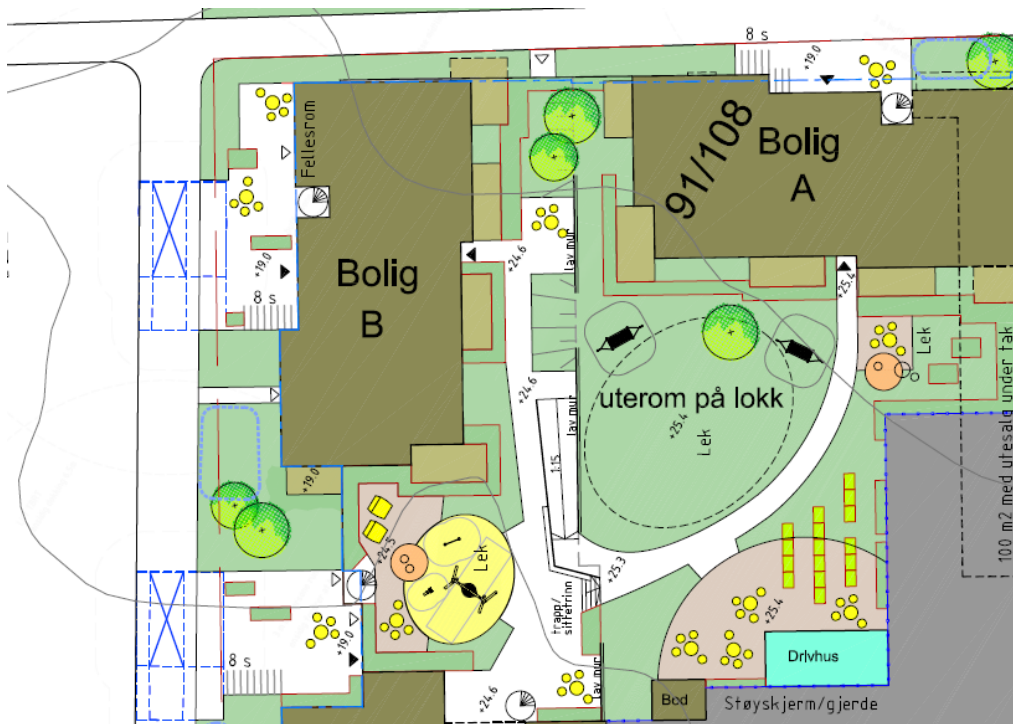 8 s
+19.0
Fellesrom
91/108
Bolig
A
+24.6
lav mur
+19.0
8 s
Bolig
B
+25.4
Lek
+24.6
lav mur
uterom på lokk
+25.4
Lek
1:15
100 m2 med utesale under tak
+19.0
+24.5
Lek
+25.3
trapp/
sittetrinn
+25.4
+19.0
8 s
Drivhus
lav mur
+24.6
Bod
Støyskjerm/gjerde